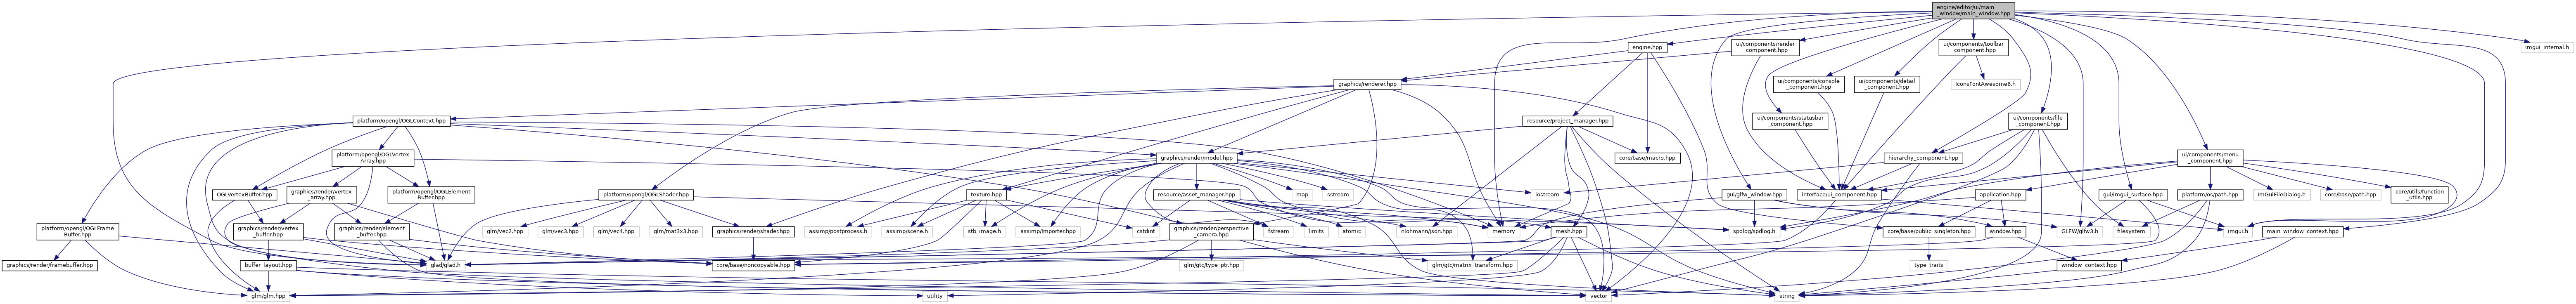 engine/editor/ui/main
_window/main_window.hpp
engine.hpp
ui/components/render
_component.hpp
ui/components/toolbar
_component.hpp
imgui_internal.h
graphics/renderer.hpp
ui/components/console
_component.hpp
ui/components/detail
_component.hpp
IconsFontAwesome6.h
platform/opengl/OGLContext.hpp
resource/project_manager.hpp
ui/components/statusbar
_component.hpp
ui/components/file
_component.hpp
platform/opengl/OGLVertex
Array.hpp
graphics/render/model.hpp
core/base/macro.hpp
hierarchy_component.hpp
ui/components/menu
_component.hpp
OGLVertexBuffer.hpp
graphics/render/vertex
_array.hpp
platform/opengl/OGLElement
Buffer.hpp
platform/opengl/OGLShader.hpp
texture.hpp
resource/asset_manager.hpp
map
sstream
iostream
gui/glfw_window.hpp
interface/ui_component.hpp
application.hpp
gui/imgui_surface.hpp
platform/os/path.hpp
ImGuiFileDialog.h
core/base/path.hpp
core/utils/function
_utils.hpp
platform/opengl/OGLFrame
Buffer.hpp
graphics/render/vertex
_buffer.hpp
graphics/render/element
_buffer.hpp
glm/vec2.hpp
glm/vec3.hpp
glm/vec4.hpp
glm/mat3x3.hpp
graphics/render/shader.hpp
assimp/postprocess.h
assimp/scene.h
stb_image.h
assimp/Importer.hpp
cstdint
graphics/render/perspective
_camera.hpp
fstream
limits
atomic
nlohmann/json.hpp
memory
mesh.hpp
spdlog/spdlog.h
core/base/public_singleton.hpp
window.hpp
GLFW/glfw3.h
filesystem
imgui.h
main_window_context.hpp
graphics/render/framebuffer.hpp
buffer_layout.hpp
glad/glad.h
core/base/noncopyable.hpp
glm/gtc/type_ptr.hpp
glm/gtc/matrix_transform.hpp
type_traits
window_context.hpp
glm/glm.hpp
utility
vector
string